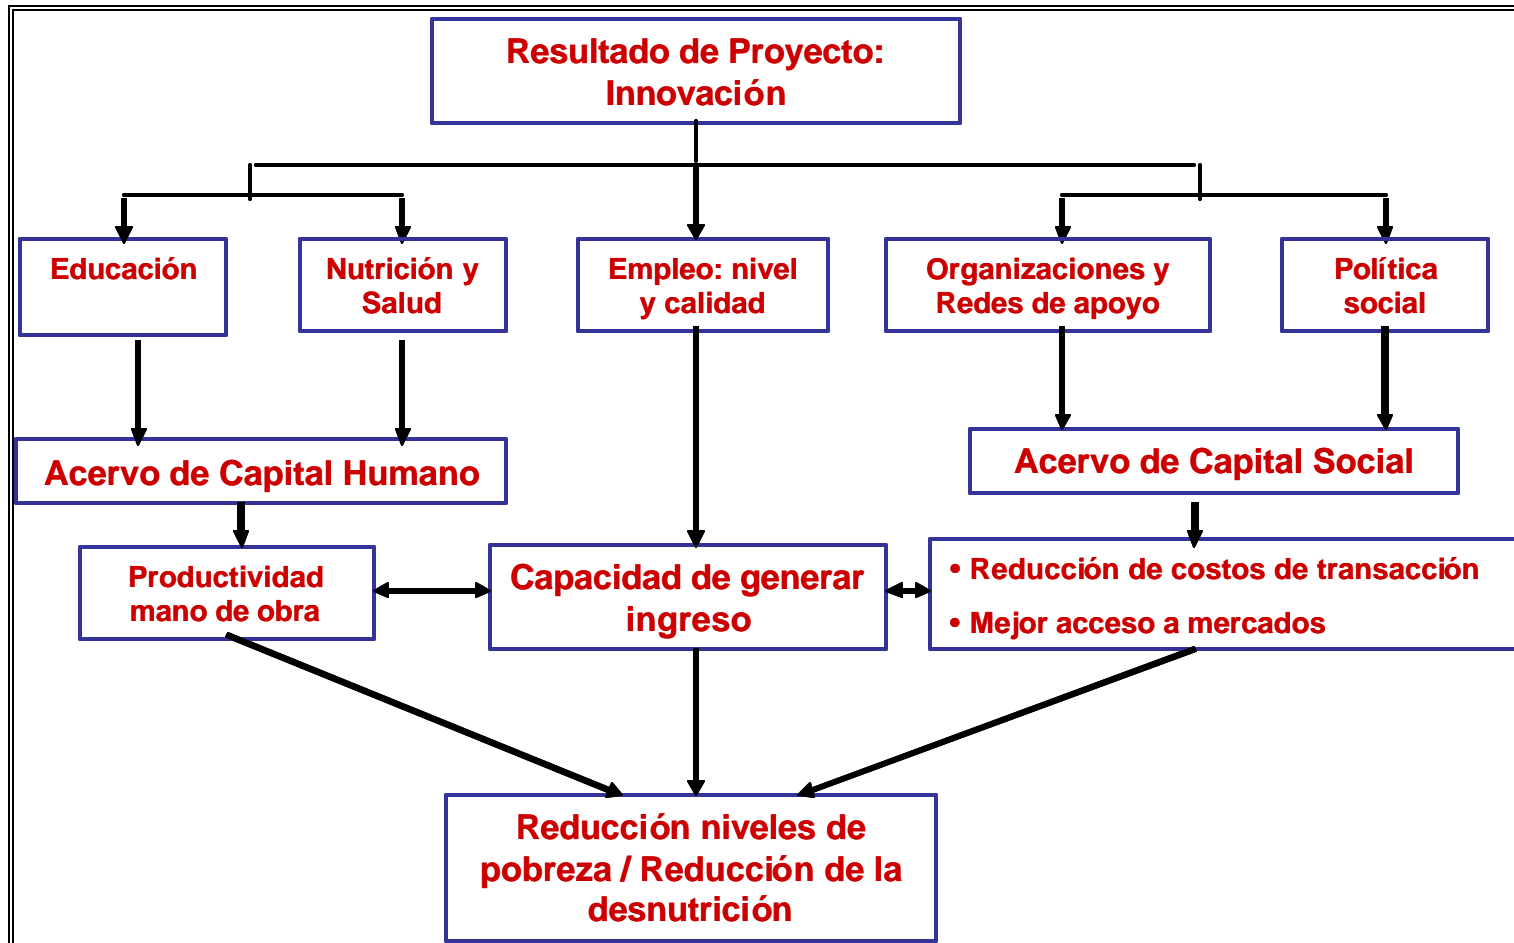 Resultado de Proyecto:
Innovación
Educación
Nutrición y
Salud
Empleo: nivel
y calidad
Organizaciones y
Redes de apoyo
Política
social
Acervo de Capital Humano
Acervo de Capital Social
Productividad
mano de obra
Capacidad de generar
ingreso
• Reducción de costos de transacción
• Mejor acceso a mercados
Reducción niveles de
pobreza / Reducción de la
desnutrición